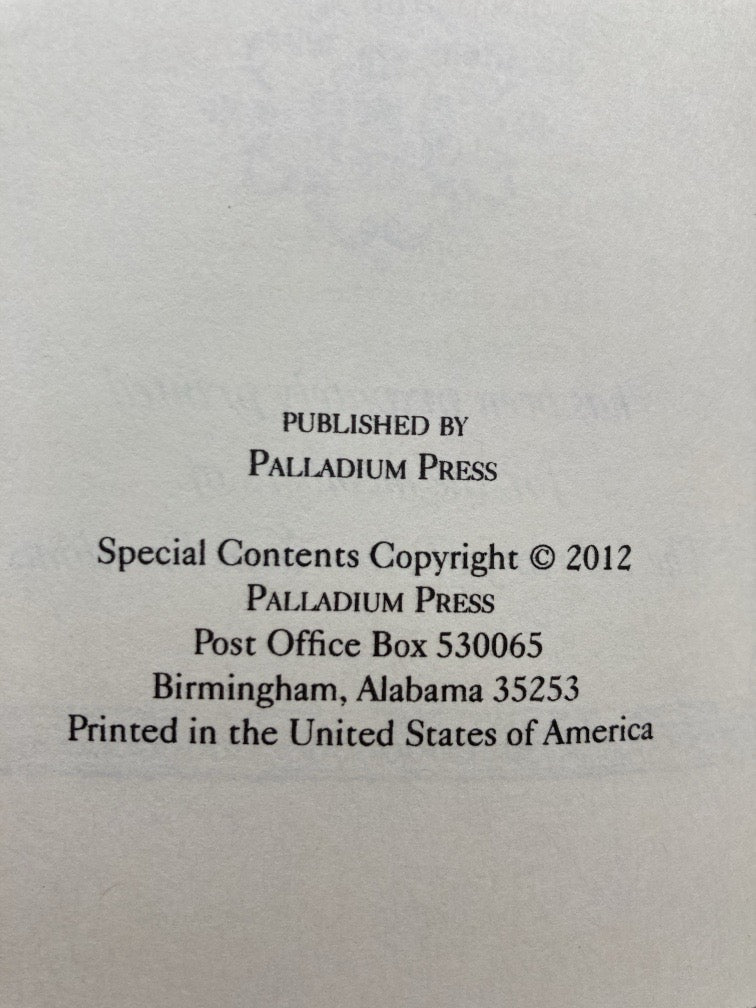 PUBLISHED BY
PALLADIUM PRESS
Special Contents Copyright © 2012
PALLADIUM PRESS
Post Office Box 530065
Birmingham, Alabama 35253
Printed in the United States of America